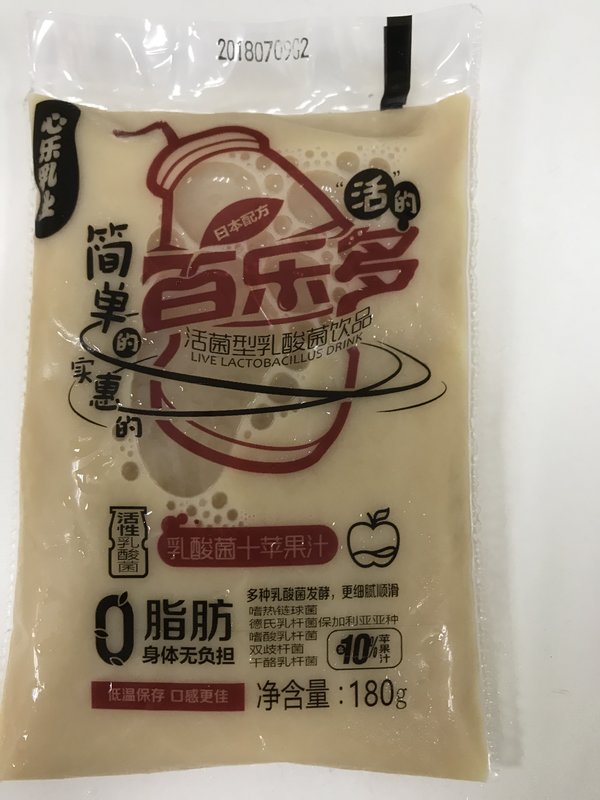 20180709G2
心乐乳业
"活"的
日本配方
百乐多
简单的
实惠的
活菌型乳酸菌饮品
LIVE LACTOBACILLUS DRINK
活性乳酸菌
乳酸菌+苹果汁
0脂肪
身体无负担
多种乳酸菌发酵，更细腻顺滑
嗜热链球菌
德氏乳杆菌保加利亚亚种
嗜酸乳杆菌
双歧杆菌
干酪乳杆菌
10%苹果汁
低温保存 口感更佳
净含量：180g